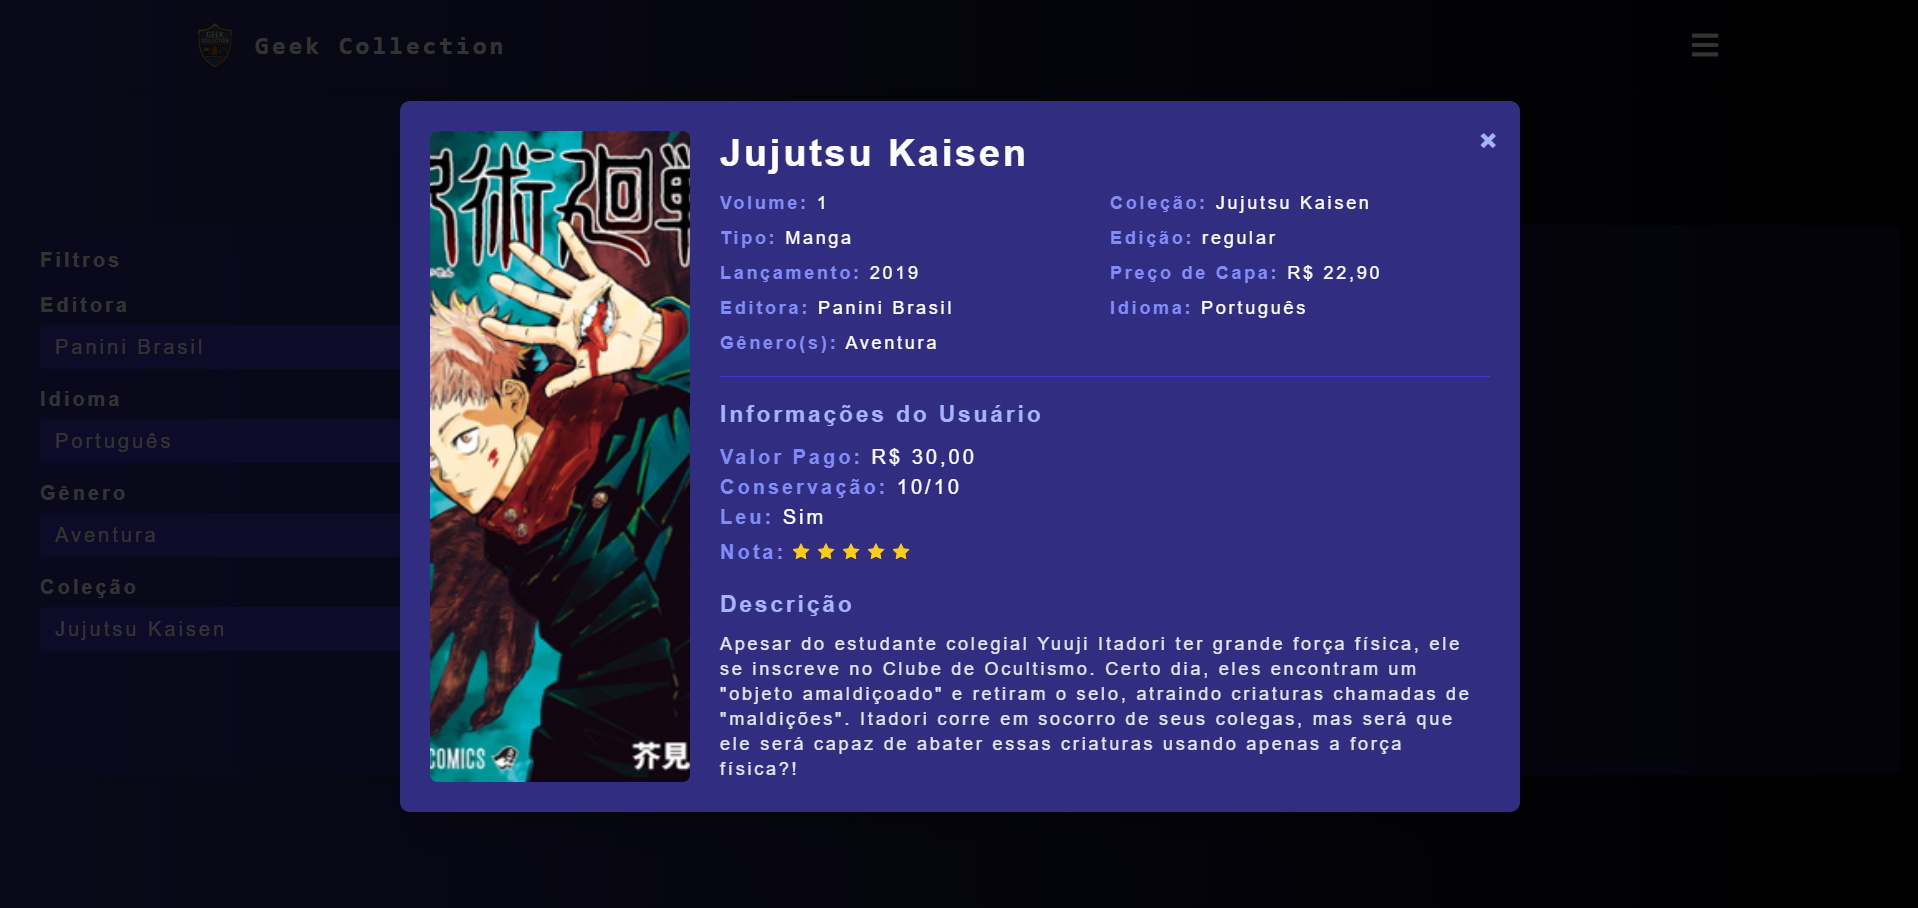 GEEK
COLLECTION
Geek Collection
Filtros
Editora
Panini Brasil
Idioma
Português
Gênero
Aventura
Coleção
Jujutsu Kaisen
呪術廻戦
COMICS
芥見
Jujutsu Kaisen
Volume: 1
Coleção: Jujutsu Kaisen
Tipo: Manga
Edição: regular
Lançamento: 2019
Preço de Capa: R$ 22,90
Editora: Panini Brasil
Idioma: Português
Gênero(s): Aventura
Informações do Usuário
Valor Pago: R$ 30,00
Conservação: 10/10
Leu: Sim
Nota:
Descrição
Apesar do estudante colegial Yuuji Itadori ter grande força física, ele
se inscreve no Clube de Ocultismo. Certo dia, eles encontram um
"objeto amaldiçoado" e retiram o selo, atraindo criaturas chamadas de
"maldições". Itadori corre em socorro de seus colegas, mas será que
ele será capaz de abater essas criaturas usando apenas a força
física?!